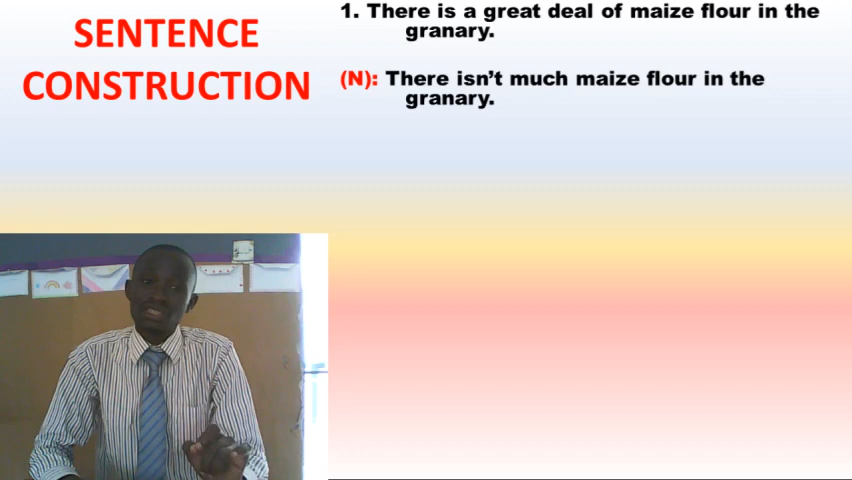 SENTENCE
CONSTRUCTION
1. There is a great deal of maize flour in the
granary.
(N): There isn’t much maize flour in the
granary.